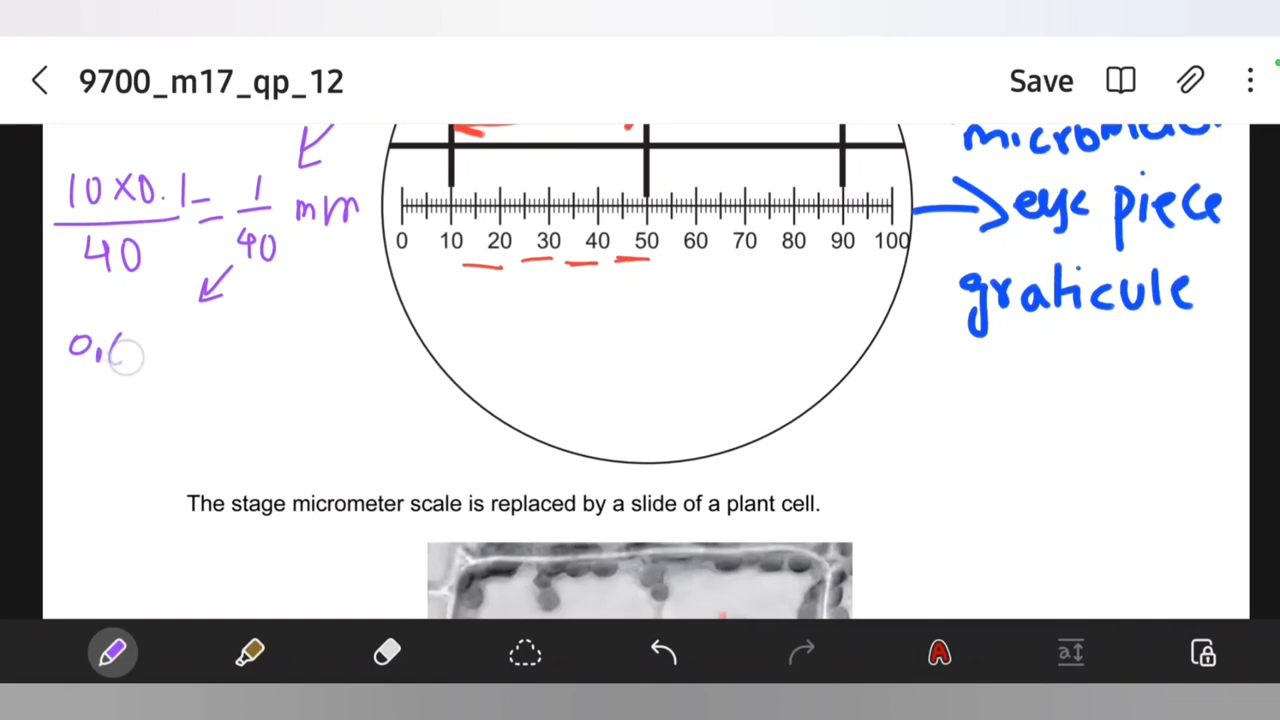 9700_m17_qp_12
Save
10 X 0.1 = 1/40 mm
40
eye piece
graticule
0 10 20 30 40 50 60 70 80 90 100
0.
The stage micrometer scale is replaced by a slide of a plant cell.